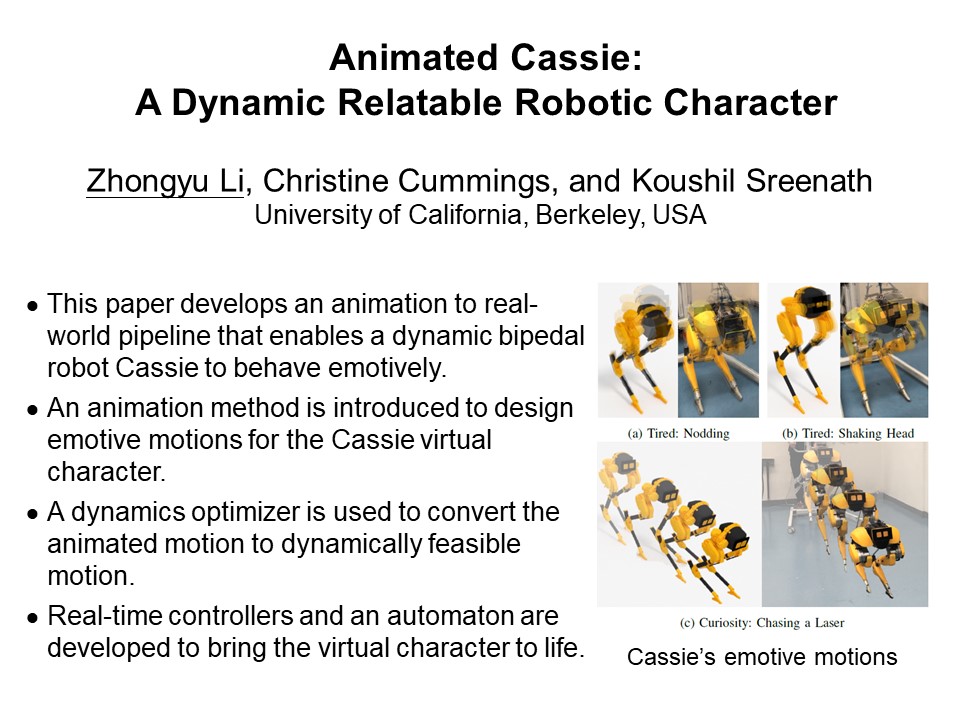 Animated Cassie:
A Dynamic Relatable Robotic Character
Zhongyu Li, Christine Cummings, and Koushil Sreenath
University of California, Berkeley, USA
● This paper develops an animation to real-
world pipeline that enables a dynamic bipedal
robot Cassie to behave emotively.
● An animation method is introduced to design
emotive motions for the Cassie virtual
character.
● A dynamics optimizer is used to convert the
animated motion to dynamically feasible
motion.
● Real-time controllers and an automaton are
developed to bring the virtual character to life.
(a) Tired: Nodding
(b) Tired: Shaking Head
(c) Curiosity: Chasing a Laser
Cassie’s emotive motions